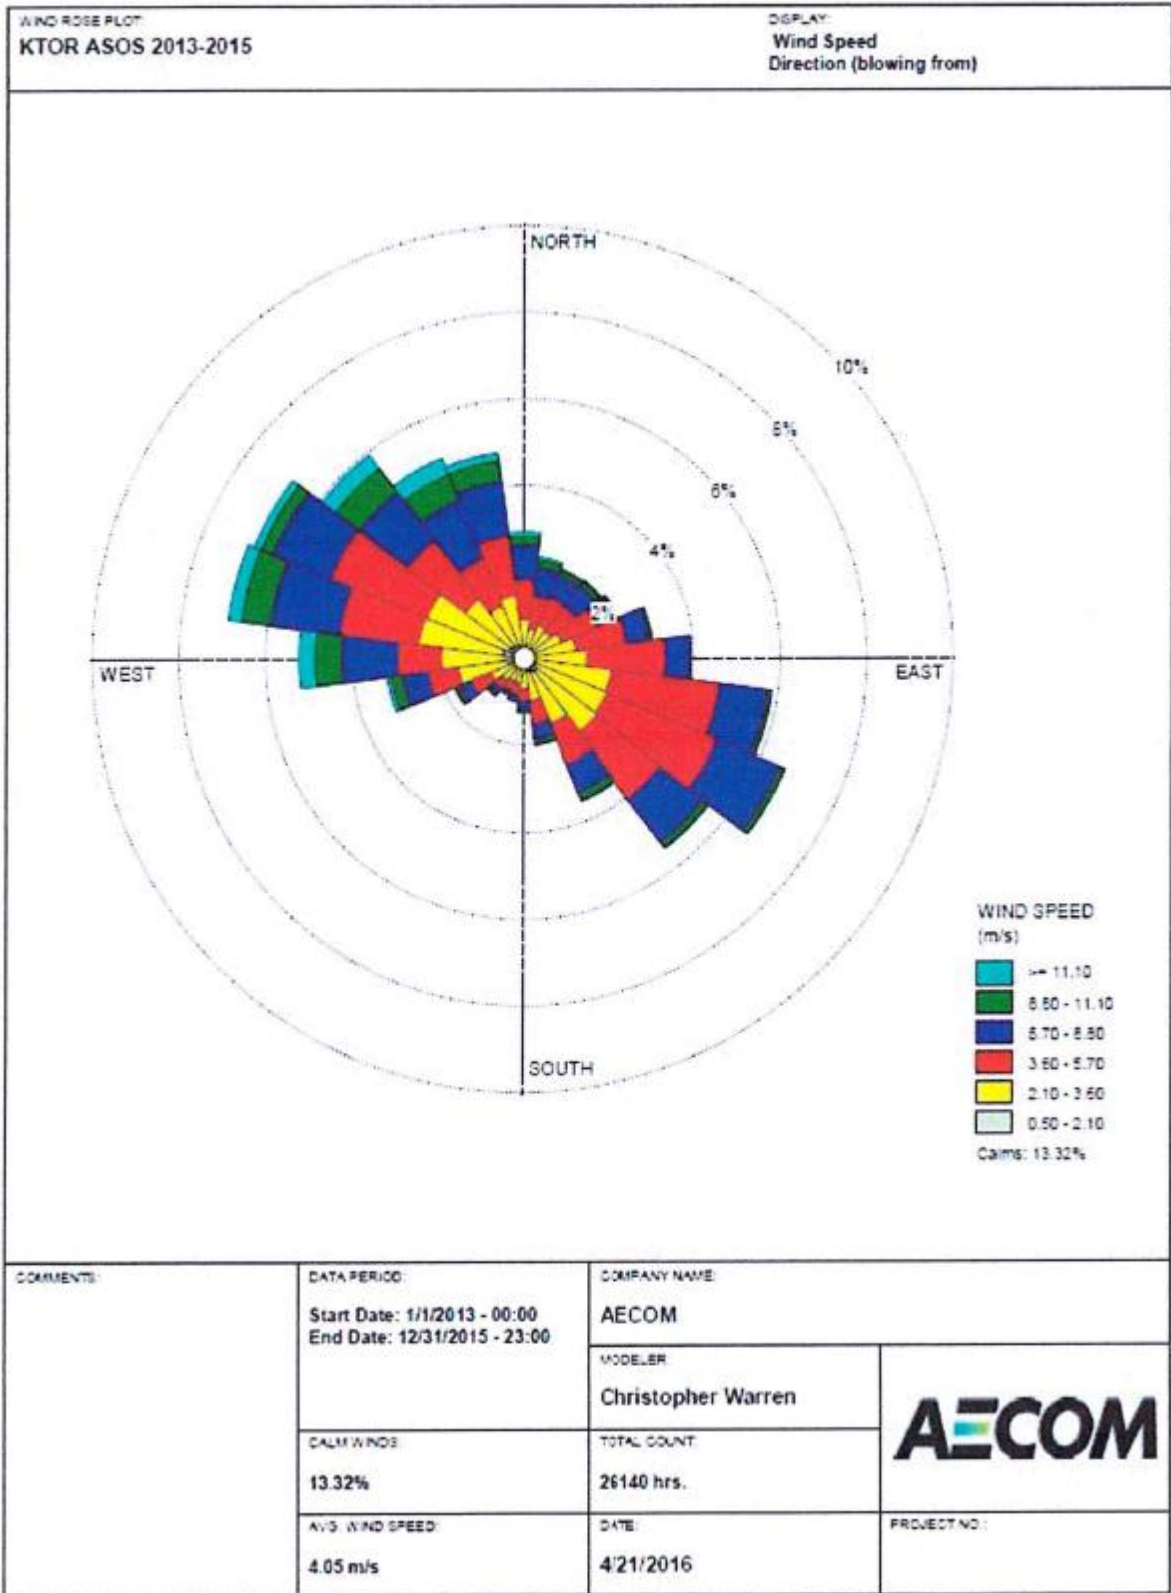 WIND ROSE PLOT:
KTOR ASOS 2013-2015
DISPLAY:
Wind Speed
Direction (blowing from)
NORTH
10%
8%
6%
4%
2%
WEST
EAST
SOUTH
WIND SPEED
(m/s)
>= 11.10
8.80 - 11.10
5.70 - 8.80
3.60 - 5.70
2.10 - 3.60
0.50 - 2.10
Calms: 13.32%
COMMENTS:
DATA PERIOD:
Start Date: 1/1/2013 - 00:00
End Date: 12/31/2015 - 23:00
COMPANY NAME:
AECOM
MODELER:
Christopher Warren
CALM WINDS:
13.32%
TOTAL COUNT:
26140 hrs.
AECOM
AVG. WIND SPEED:
4.05 m/s
DATE:
4/21/2016
PROJECT NO.: